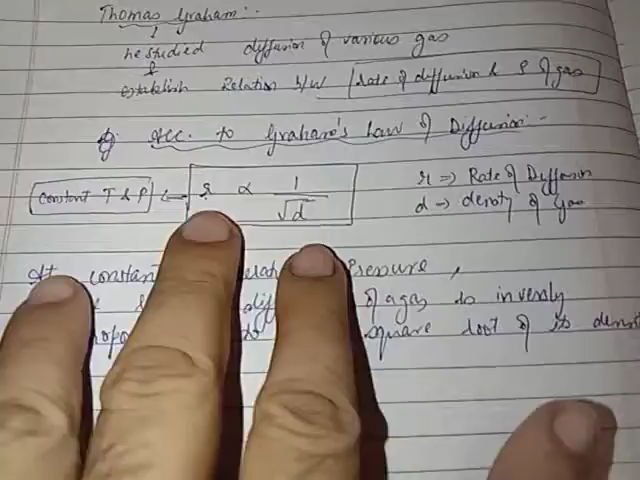 Thomas Graham:-
he studied diffusion of various gas
&
establish Relation b/w rate of diffusion & ρ of gas
Acc. to Graham's Law of Diffusion:-
Constant T & P ← r ∝ 1/√d r => Rate of Diffusion
d → density of Gas
At constant Pressure,
of a gas is inversly
square root of its densit